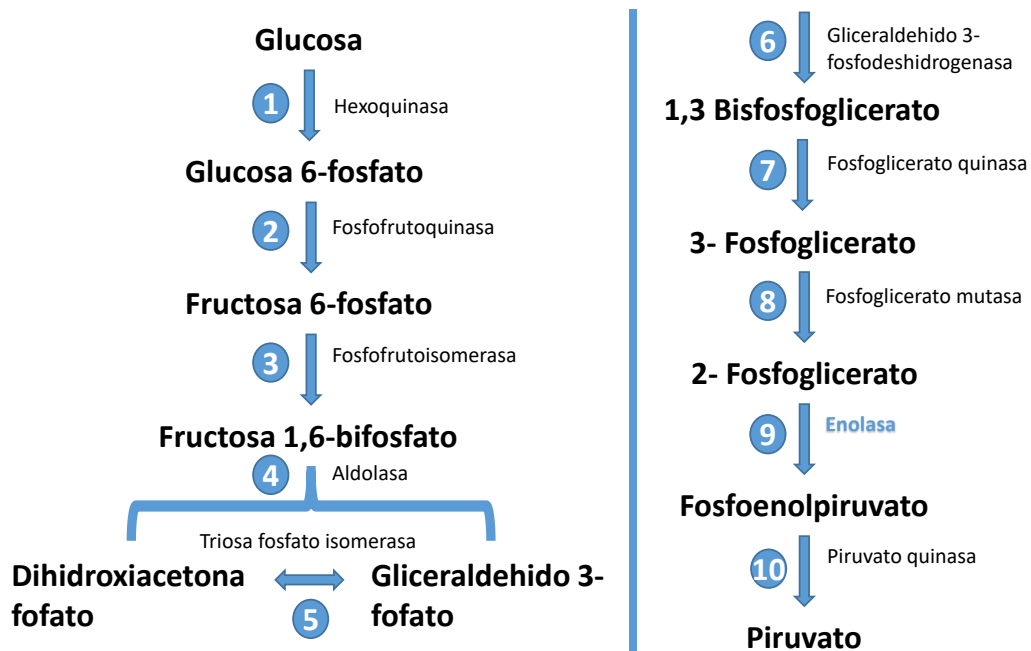 Glucosa
1
Hexoquinasa
Glucosa 6-fosfato
2
Fosfofrutoquinasa
Fructosa 6-fosfato
3
Fosfofrutoisomerasa
Fructosa 1,6-bifosfato
4
Aldolasa
Triosa fosfato isomerasa
Dihidroxiacetona
fofato
5
Gliceraldehido 3-
fofato
6
Gliceraldehido 3-
fosfodeshidrogenasa
1,3 Bisfosfoglicerato
7
Fosfoglicerato quinasa
3- Fosfoglicerato
8
Fosfoglicerato mutasa
2- Fosfoglicerato
9
Enolasa
Fosfoenolpiruvato
10
Piruvato quinasa
Piruvato